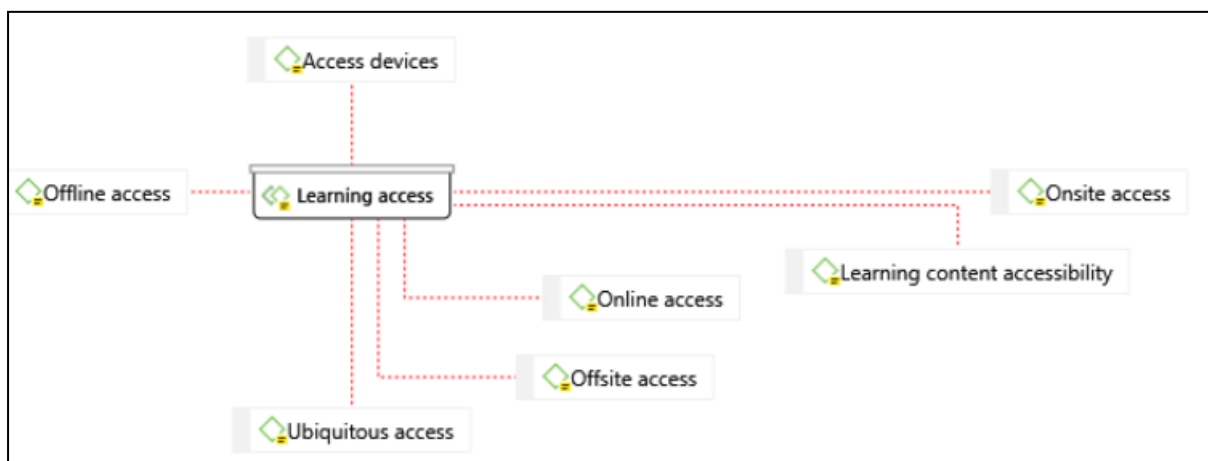 Access devices
Offline access
Learning access
Onsite access
Learning content accessibility
Online access
Offsite access
Ubiquitous access